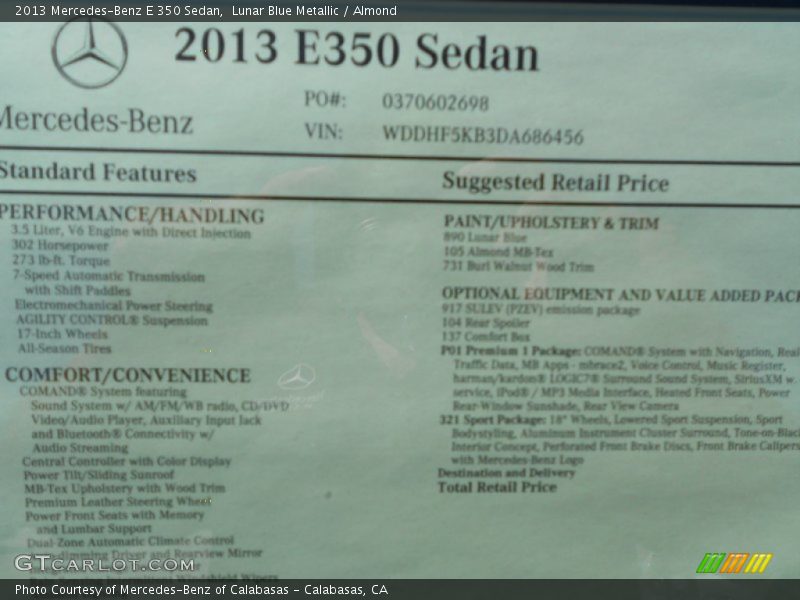 2013 Mercedes-Benz E 350 Sedan,  Lunar Blue Metallic / Almond
2013 E350 Sedan
Mercedes-Benz
PO#: 0370602698
VIN: WDDHF5KB3DA686456
Standard Features
PERFORMANCE/HANDLING
3.5 Liter, V6 Engine with Direct Injection
302 Horsepower
273 lb-ft. Torque
7-Speed Automatic Transmission
with Shift Paddles
Electromechanical Power Steering
AGILITY CONTROL® Suspension
17-Inch Wheels
All-Season Tires
COMFORT/CONVENIENCE
COMAND® System featuring
Sound System w/ AM/FM/WB radio, CD/DVD
Video/Audio Player, Auxiliary Input Jack
and Bluetooth® Connectivity w/
Audio Streaming
Central Controller with Color Display
Power Tilt/Sliding Sunroof
MB-Tex Upholstery with Wood Trim
Premium Leather Steering Wheel
Power Front Seats with Memory
and Lumbar Support
Dual-Zone Automatic Climate Control
-dimming Driver and Rearview Mirror
Windshield Wipers
Suggested Retail Price
PAINT/UPHOLSTERY & TRIM
890 Lunar Blue
105 Almond MB-Tex
731 Burl Walnut Wood Trim
OPTIONAL EQUIPMENT AND VALUE ADDED PACK
917 SULEV (PZEV) emission package
104 Rear Spoiler
137 Comfort Box
P01 Premium 1 Package: COMAND® System with Navigation, Real
Traffic Data, MB Apps - mbrace2, Voice Control, Music Register,
harman/kardon® LOGIC7® Surround Sound System, SiriusXM w.
service, iPod® / MP3 Media Interface, Heated Front Seats, Power
Rear-Window Sunshade, Rear View Camera
321 Sport Package: 18" Wheels, Lowered Sport Suspension, Sport
Bodystyling, Aluminum Instrument Cluster Surround, Tone-on-Blac
Interior Concept, Perforated Front Brake Discs, Front Brake Calipers
with Mercedes-Benz Logo
Destination and Delivery
Total Retail Price
GTCARLOT.COM
Photo Courtesy of Mercedes-Benz of Calabasas - Calabasas, CA